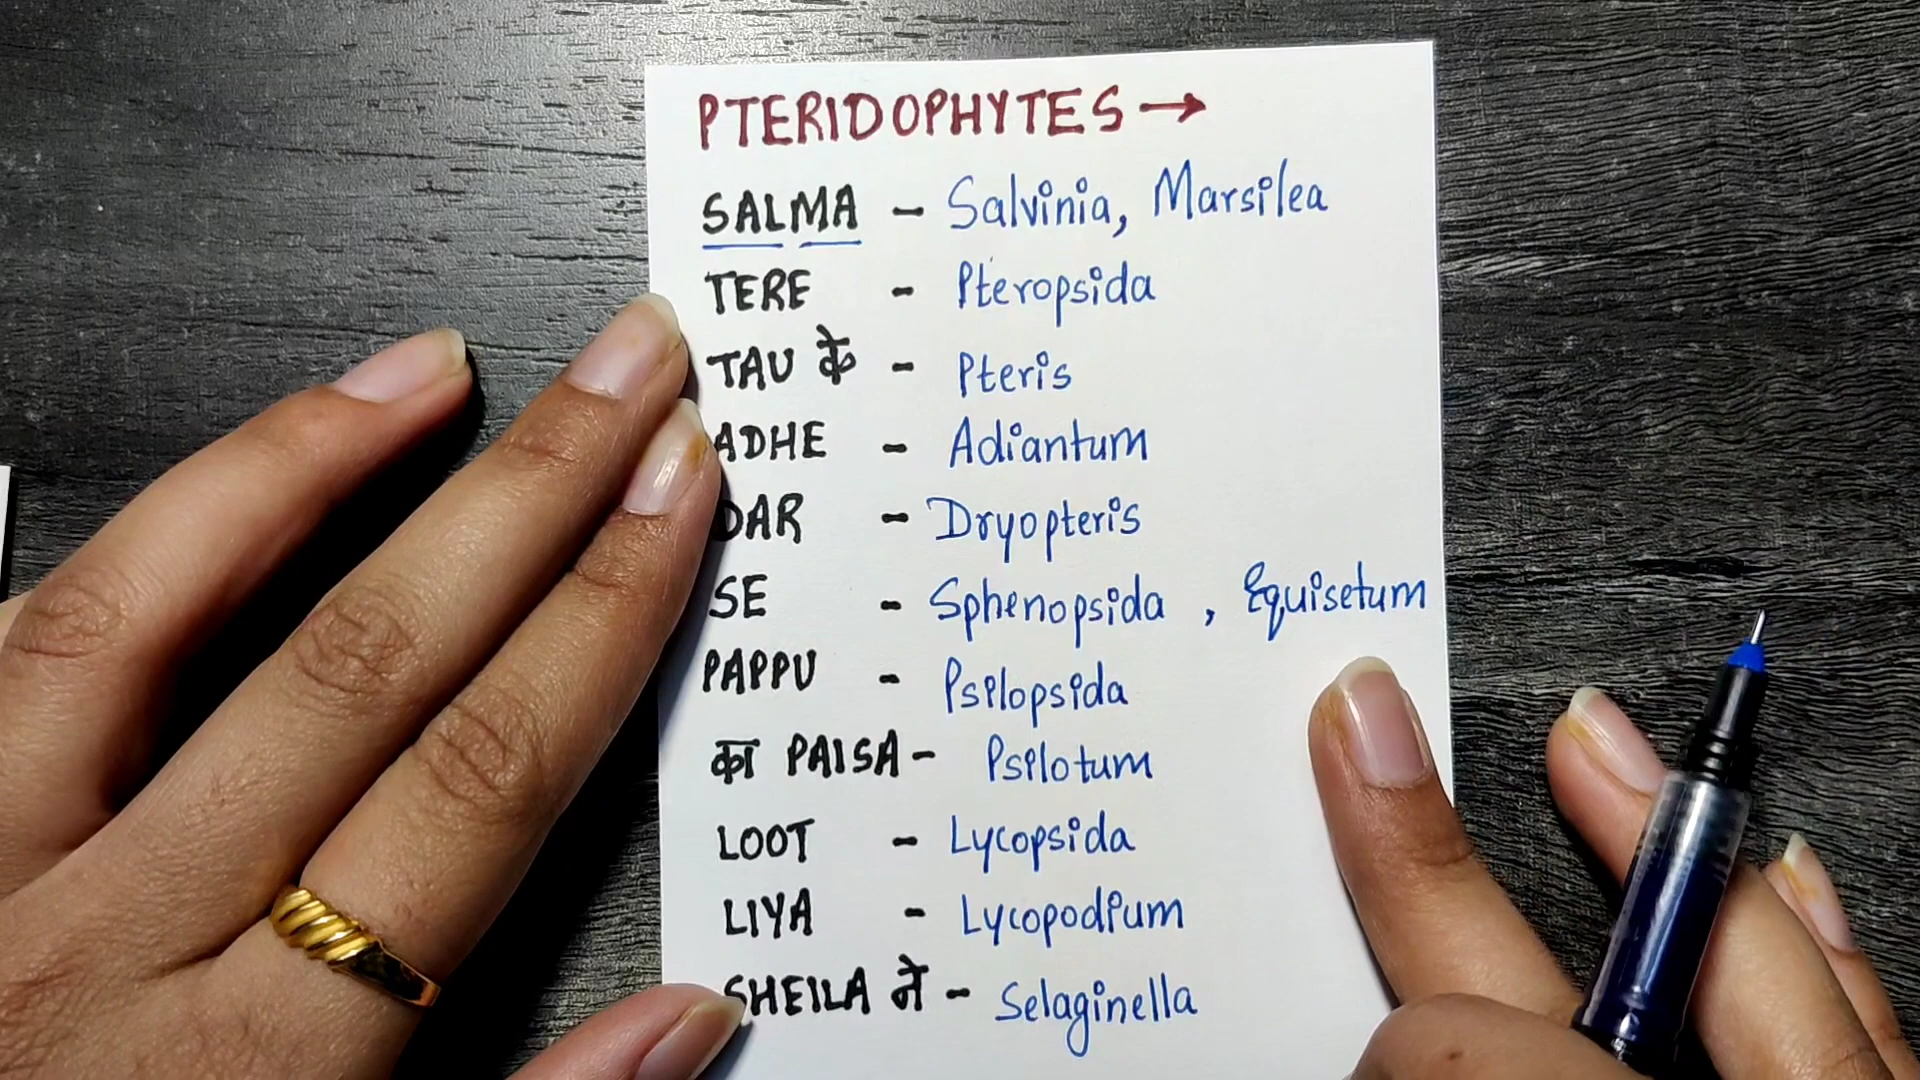 PTERIDOPHYTES →
SALMA - Salvinia, Marsilea
TERE - Pteropsida
TAU के - Pteris
ADHE - Adiantum
DAR - Dryopteris
SE - Sphenopsida , Equisetum
PAPPU - Psilopsida
का PAISA - Psilotum
LOOT - Lycopsida
LIYA - Lycopodium
SHEILA ने - Selaginella